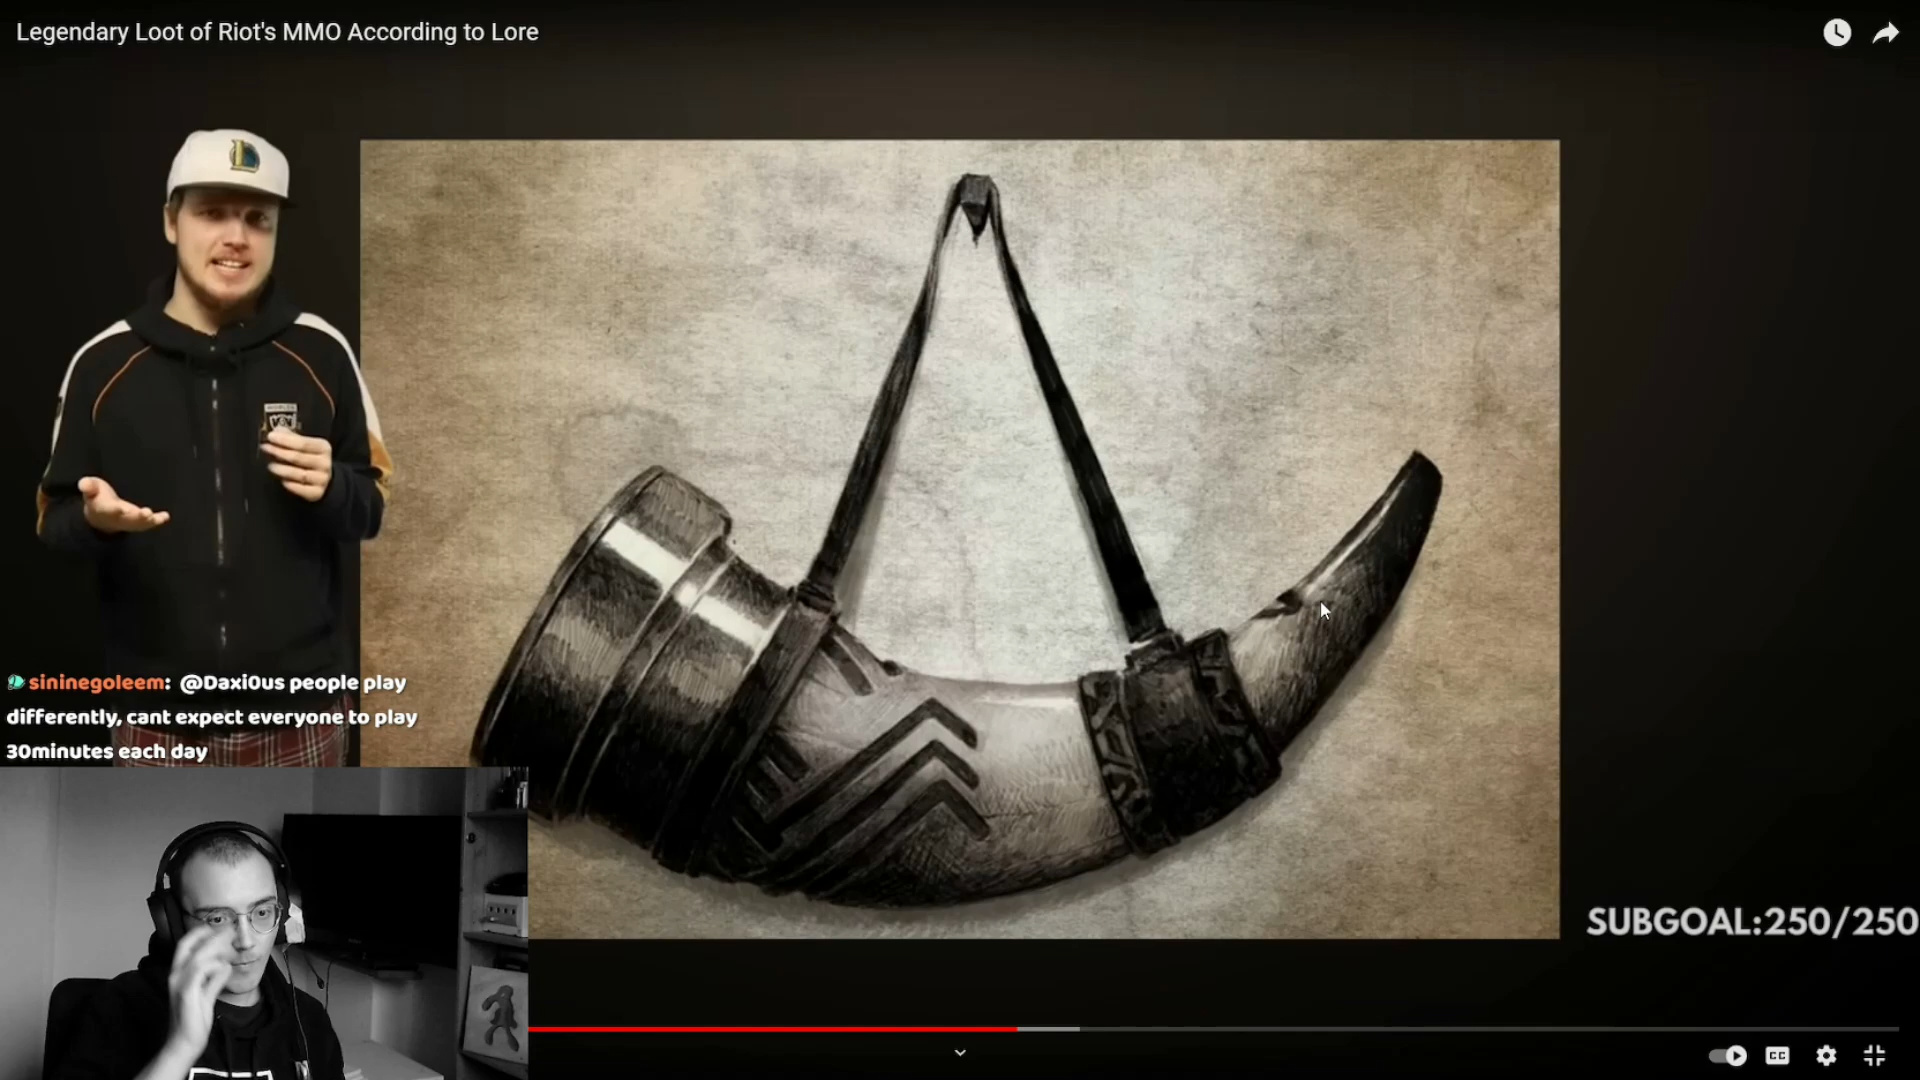 Legendary Loot of Riot's MMO According to Lore
sininegoleem: @Daxi0us people play
differently, cant expect everyone to play
30minutes each day
SUBGOAL:250/250
CC